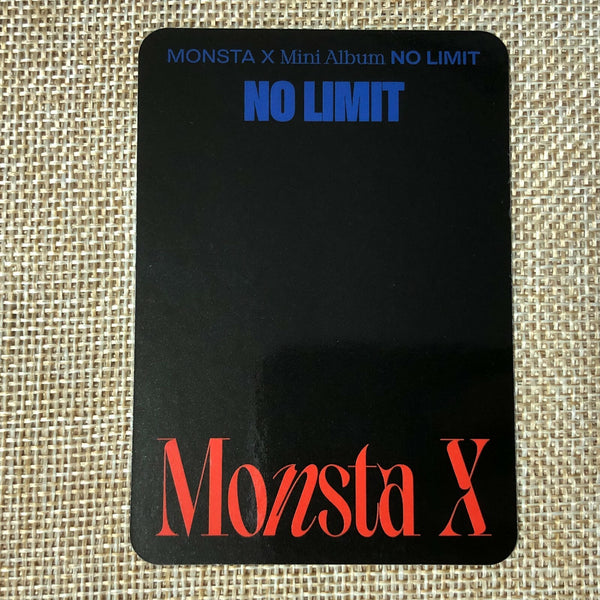 MONSTA X Mini Album NO LIMIT
NO LIMIT
Monsta X